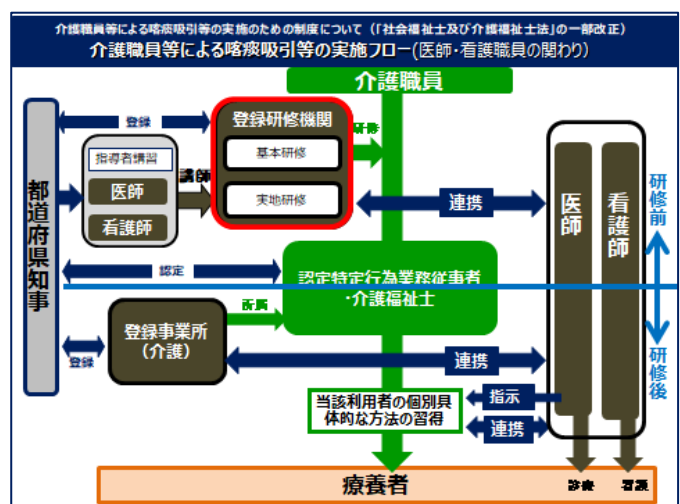 介護職員等による喀痰吸引等の実施のための制度について（「社会福祉士及び介護福祉士法」の一部改正）
介護職員等による喀痰吸引等の実施フロー(医師・看護職員の関わり）
介護職員
登録
登録研修機関
研修
基本研修
実地研修
指導者講習
医師
看護師
講師
都道府県知事
連携
医師
看護師
研修前
研修後
認定
認定特定行為業務従事者
・介護福祉士
所属
登録事業所
（介護）
登録
連携
当該利用者の個別具
体的な方法の習得
指示
連携
療養者
診療
看護